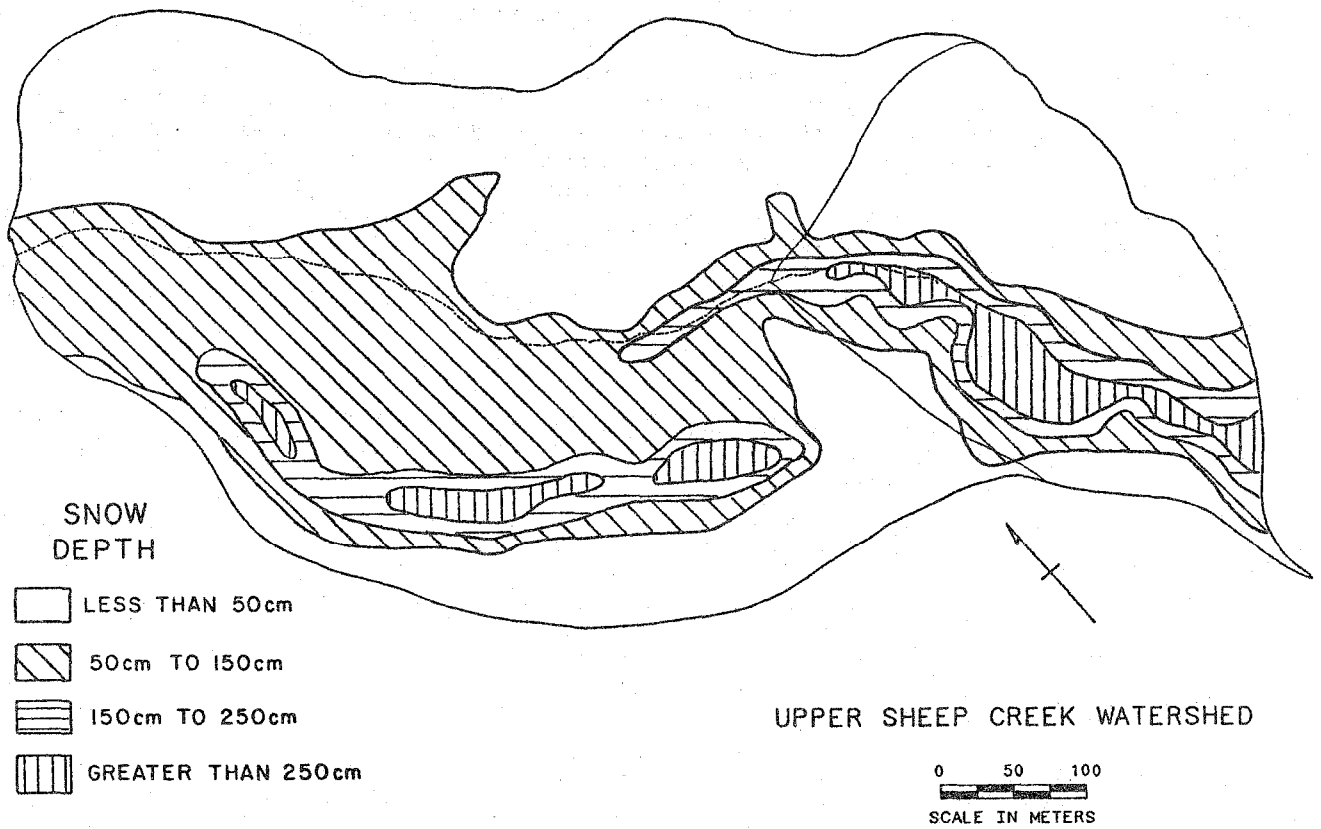 SNOW
DEPTH
LESS THAN 50cm
50cm TO 150cm
150cm TO 250cm
GREATER THAN 250cm
UPPER SHEEP CREEK WATERSHED
0 50 100
SCALE IN METERS